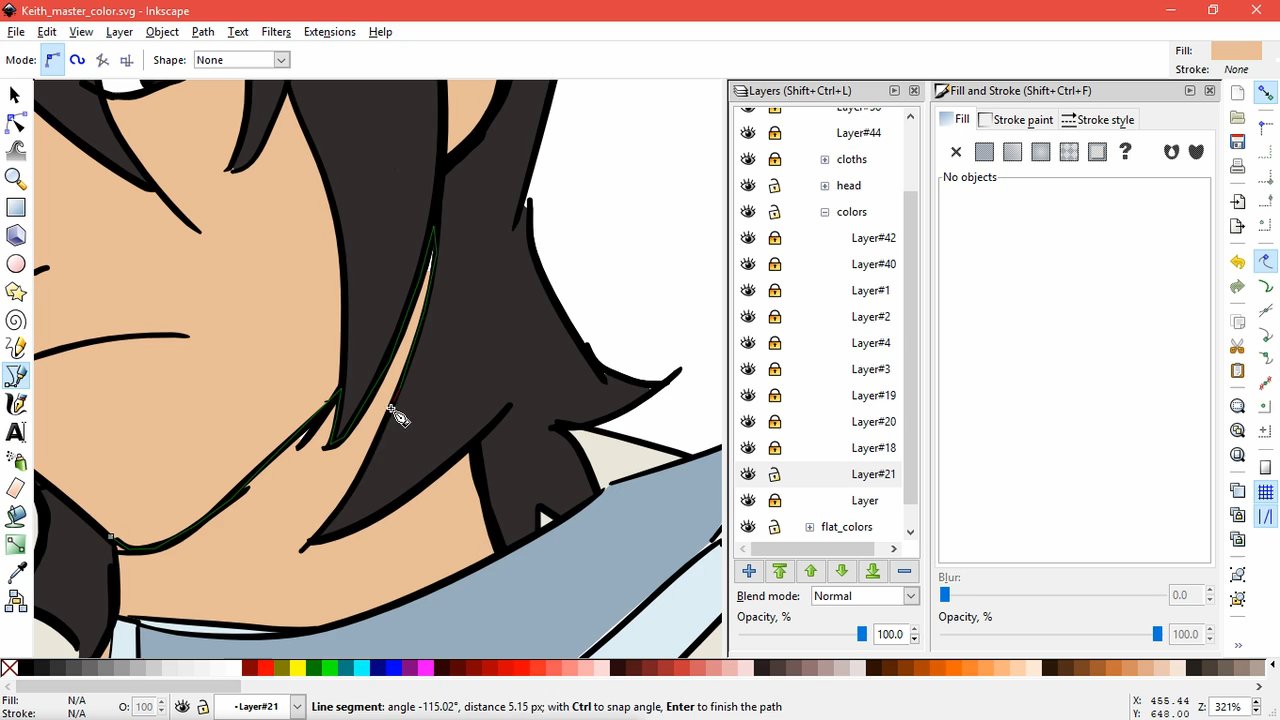 Keith_master_color.svg - Inkscape
File Edit View Layer Object Path Text Filters Extensions Help
Mode: Shape: None
Fill:
Stroke: None
Layers (Shift+Ctrl+L)
Fill and Stroke (Shift+Ctrl+F)
Fill Stroke paint Stroke style
No objects
Layer#44
cloths
head
colors
Layer#42
Layer#40
Layer#1
Layer#2
Layer#4
Layer#3
Layer#19
Layer#20
Layer#18
Layer#21
Layer
flat_colors
Blend mode: Normal
Opacity, %
100.0
Blur:
0.0
Opacity, %
100.0
Fill: N/A
Stroke: N/A
O: 100
Layer#21
Line segment: angle -115.02°, distance 5.15 px; with Ctrl to snap angle, Enter to finish the path
X: 455.44
Y: 648.00
Z: 321%